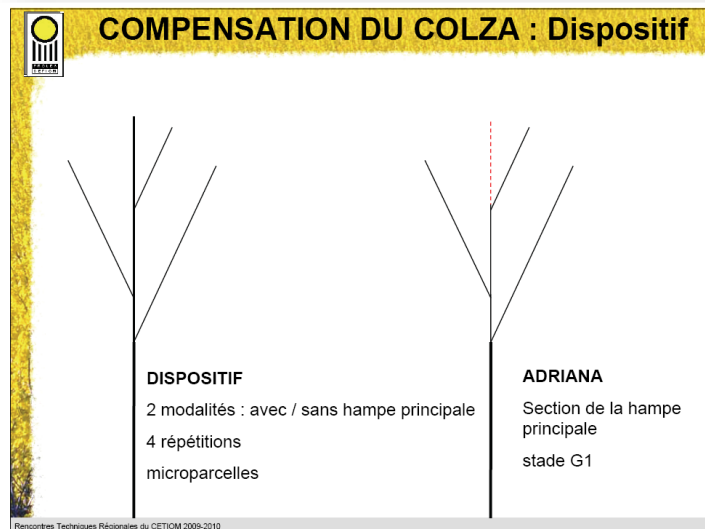 COMPENSATION DU COLZA : Dispositif
CETIOM
DISPOSITIF
2 modalités : avec / sans hampe principale
4 répétitions
microparcelles
ADRIANA
Section de la hampe
principale
stade G1
Rencontres Techniques Régionales du CETIOM 2009-2010